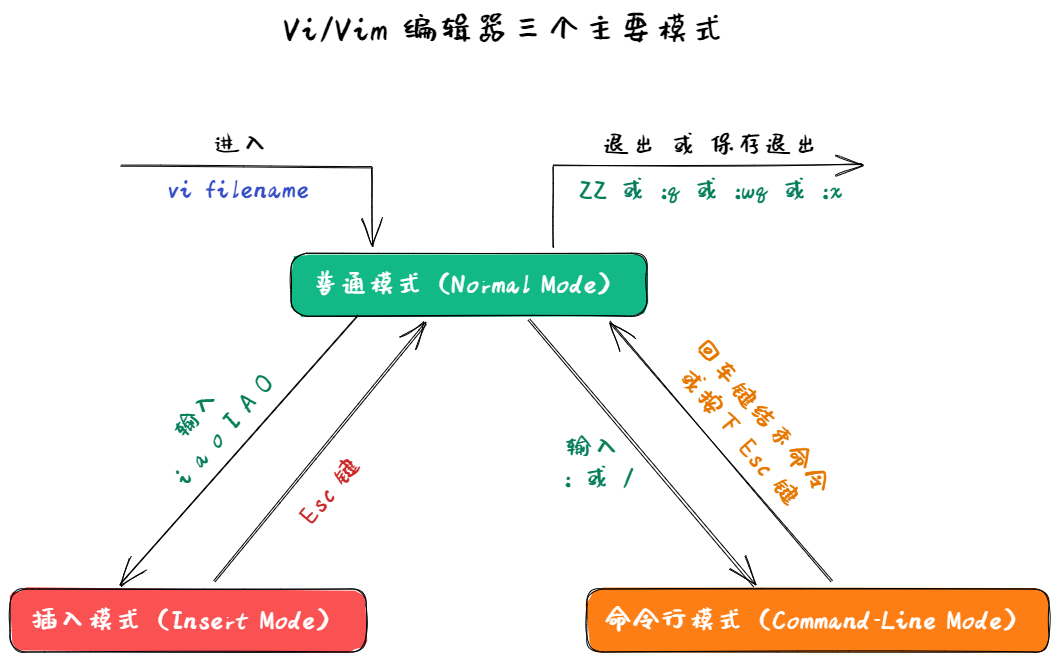 Vi/Vim 编辑器三个主要模式
进入
vi filename
退出 或 保存退出
ZZ 或 :q 或 :wq 或 :x
普通模式（Normal Mode）
输入
i a o I A O
Esc 键
输入
: 或 /
回车键结束命令
或按下 Esc 键
插入模式（Insert Mode）
命令行模式（Command-Line Mode）